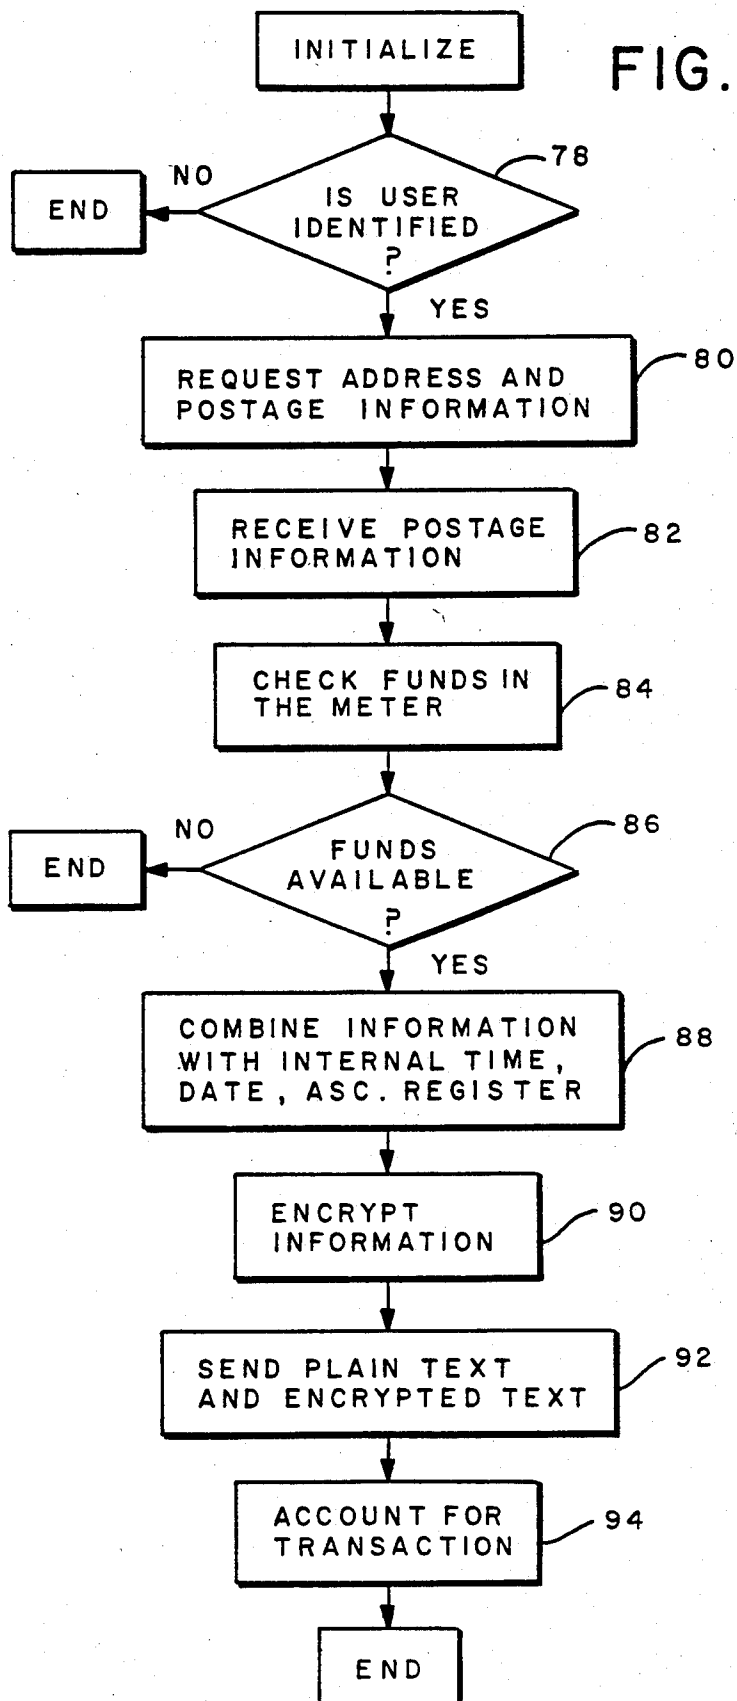 INITIALIZE
FIG.
78
NO
END
IS USER
IDENTIFIED
?
YES
80
REQUEST ADDRESS AND
POSTAGE INFORMATION
82
RECEIVE POSTAGE
INFORMATION
84
CHECK FUNDS IN
THE METER
86
NO
END
FUNDS
AVAILABLE
?
YES
88
COMBINE INFORMATION
WITH INTERNAL TIME,
DATE, ASC. REGISTER
90
ENCRYPT
INFORMATION
92
SEND PLAIN TEXT
AND ENCRYPTED TEXT
94
ACCOUNT FOR
TRANSACTION
END